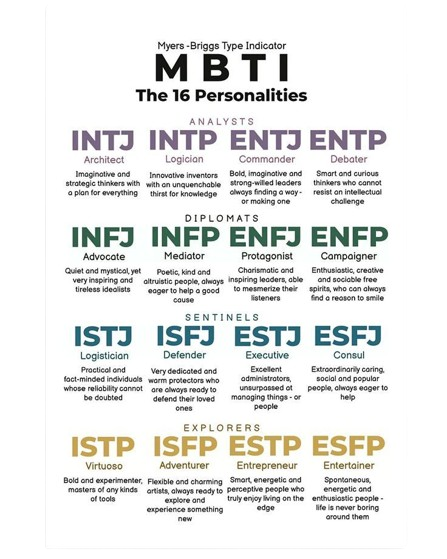 Myers -Briggs Type Indicator
MBTI
The 16 Personalities
ANALYSTS
INTJ INTP ENTJ ENTP
Architect Logician Commander Debater
Imaginative and
strategic thinkers with
a plan for everything
Innovative inventors
with an unquenchable
thirst for knowledge
Bold, imaginative and
strong-willed leaders
always finding a way -
or making one
Smart and curious
thinkers who cannot
resist an intellectual
challenge
DIPLOMATS
INFJ INFP ENFJ ENFP
Advocate Mediator Protagonist Campaigner
Quiet and mystical, yet
very inspiring and
tireless idealists
Poetic, kind and
altruistic people, always
eager to help a good
cause
Charismatic and
inspiring leaders, able
to mesmerize their
listeners
Enthusiastic, creative
and sociable free
spirits, who can always
find a reason to smile
SENTINELS
ISTJ ISFJ ESTJ ESFJ
Logistician Defender Executive Consul
Practical and
fact-minded individuals
whose reliability cannot
be doubted
Very dedicated and
warm protectors who
are always ready to
defend their loved
ones
Excellent
administrators,
unsurpassed at
managing things - or
people
Extraordinarily caring,
social and popular
people, always eager to
help
EXPLORERS
ISTP ISFP ESTP ESFP
Virtuoso Adventurer Entrepreneur Entertainer
Bold and experimenter,
masters of any kinds
of tools
Flexible and charming
artists, always ready to
explore and
experience something
new
Smart, energetic and
perceptive people who
truly enjoy living on the
edge
Spontaneous,
energetic and
enthusiastic people -
life is never boring
around them